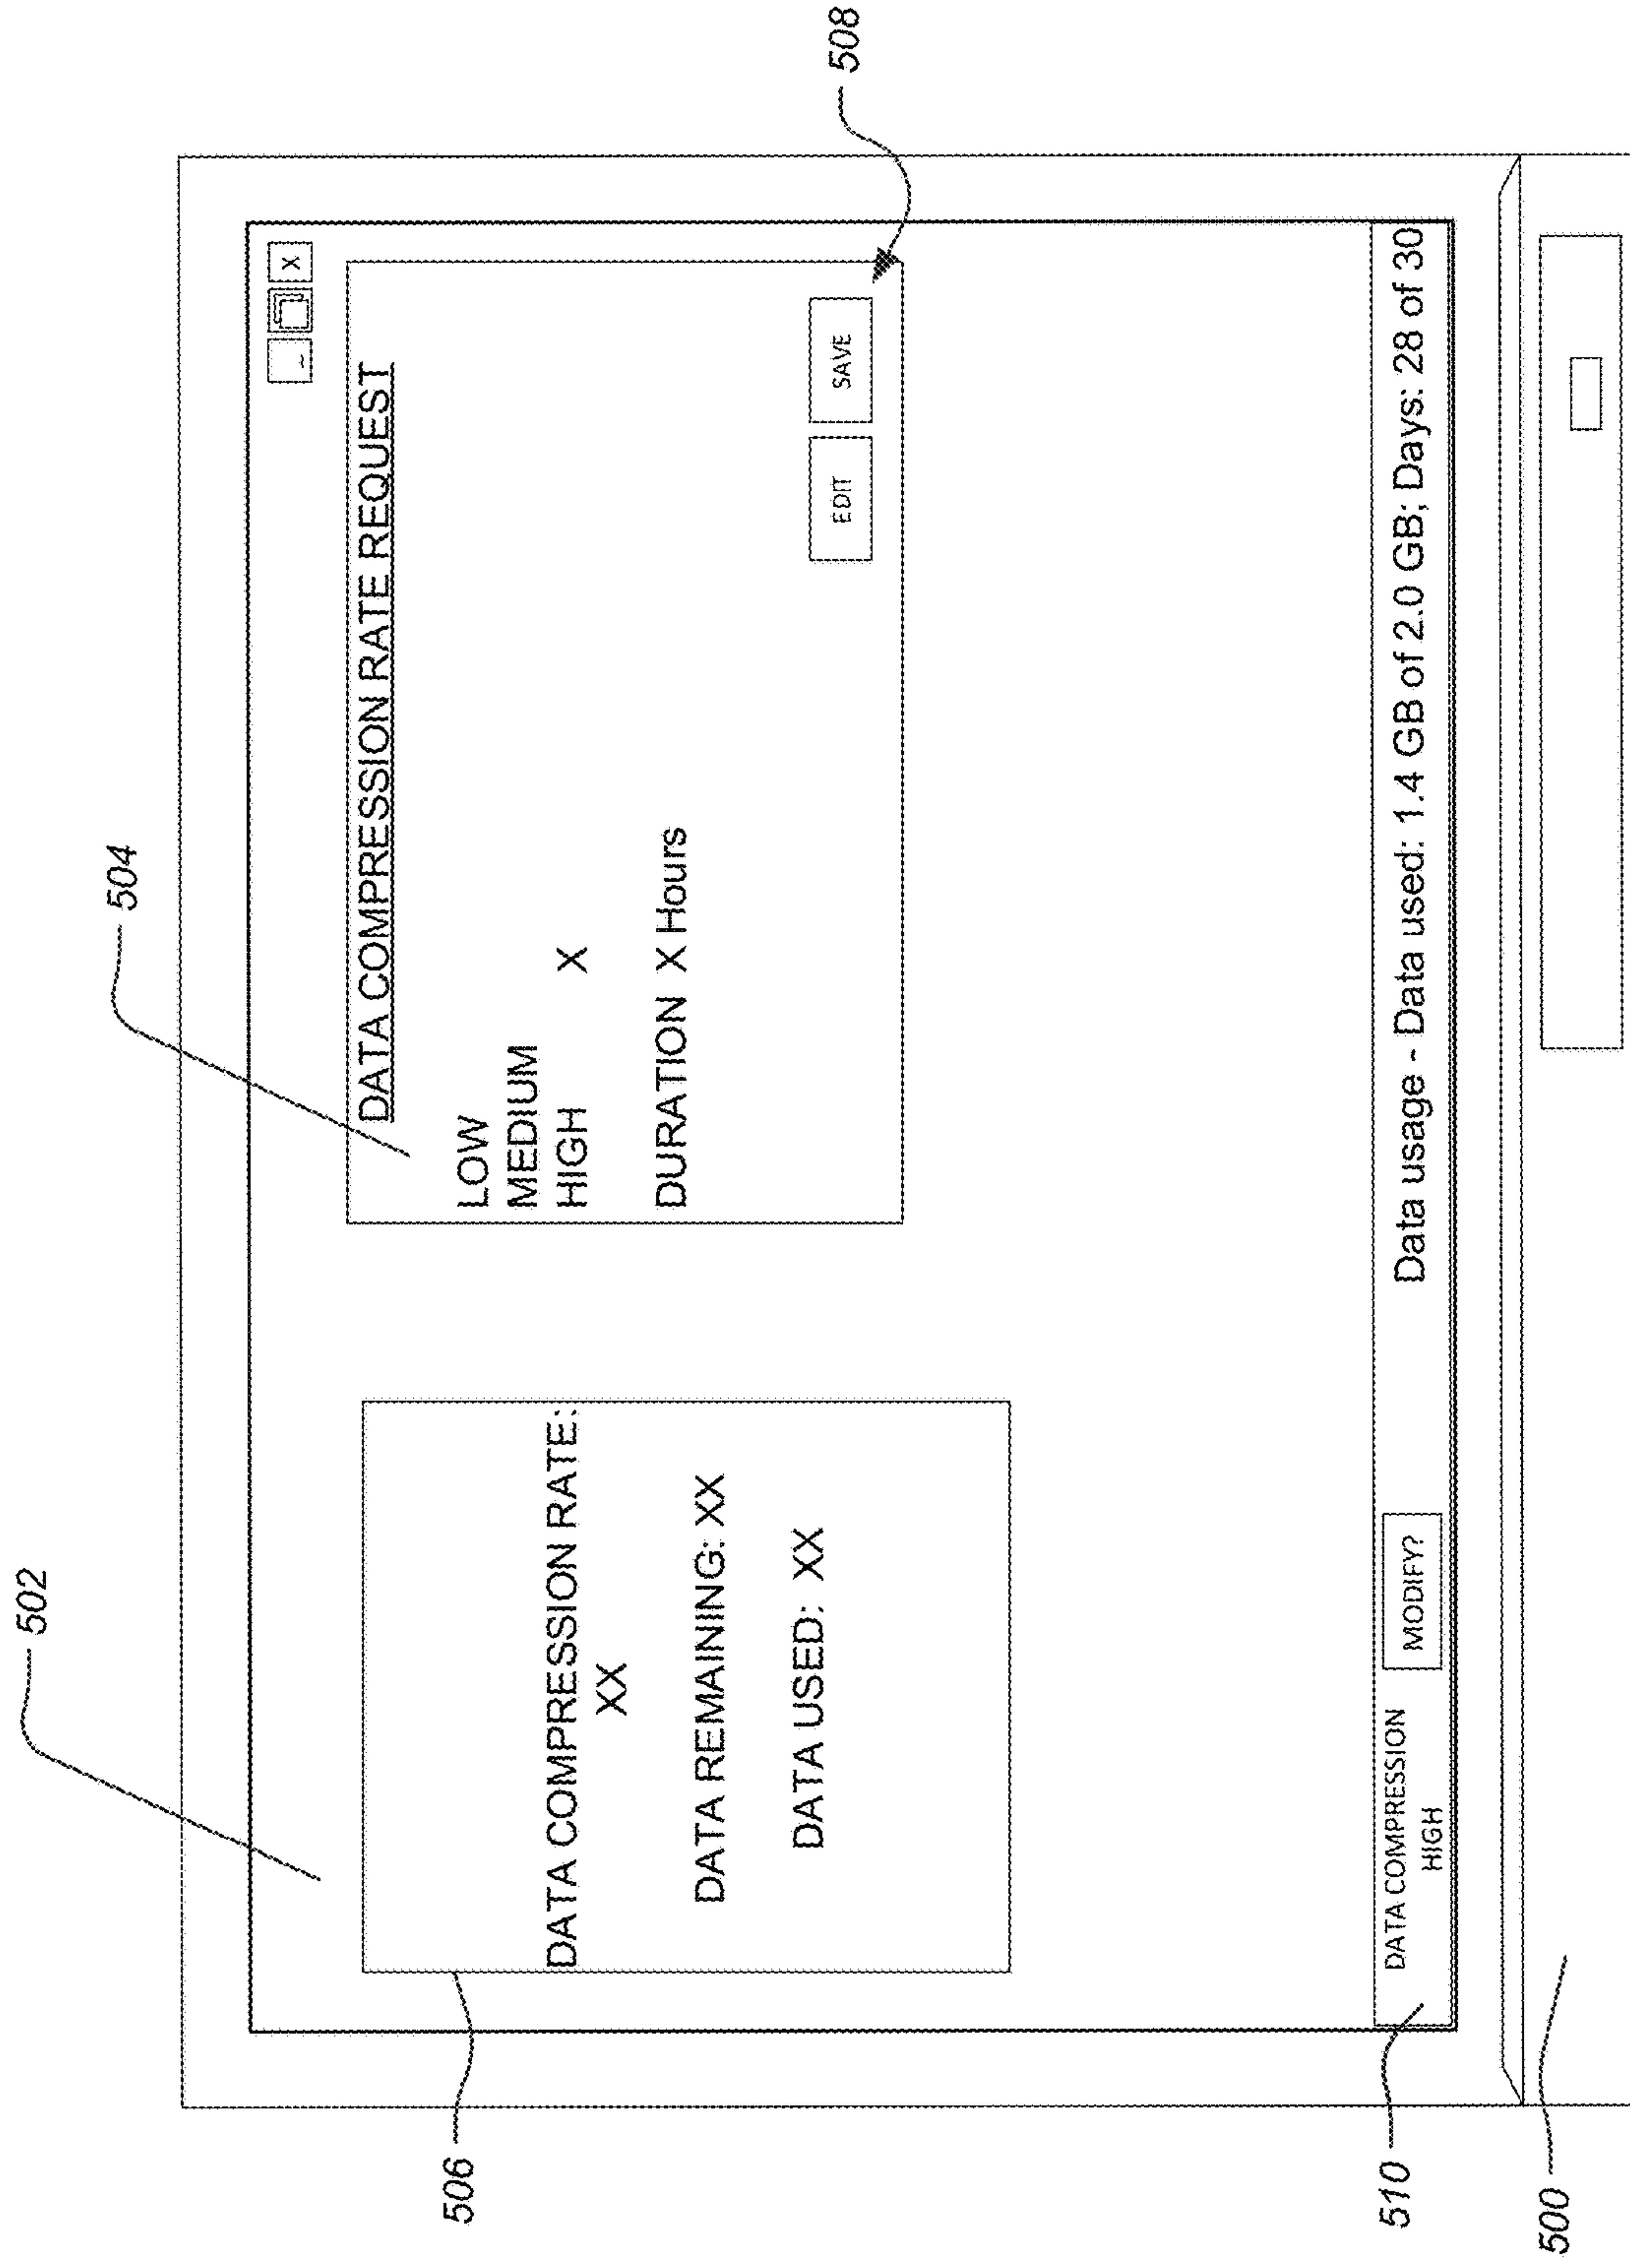 502
504
508
_
X
DATA COMPRESSION RATE REQUEST
LOW
MEDIUM
HIGH X
DURATION X Hours
EDIT
SAVE
506
DATA COMPRESSION RATE:
XX
DATA REMAINING: XX
DATA USED: XX
510
DATA COMPRESSION
HIGH
MODIFY?
Data usage - Data used: 1.4 GB of 2.0 GB; Days: 28 of 30
500